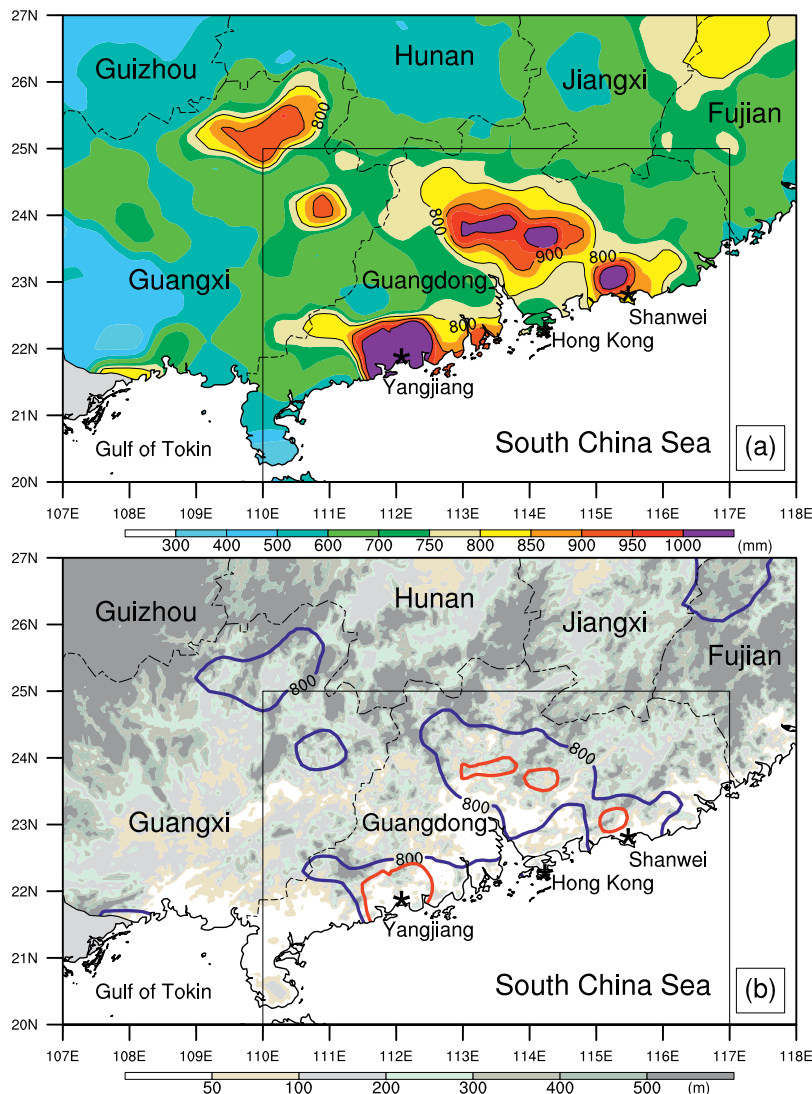 27N
Guizhou
Hunan
Jiangxi
26N
Fujian
800
25N
24N
800
900
800
23N
Guangxi
Guangdong
Shanwei
800
Hong Kong
22N
Yangjiang
21N
Gulf of Tokin
South China Sea
(a)
20N
107E 108E 109E 110E 111E 112E 113E 114E 115E 116E 117E 118E
300 400 500 600 700 750 800 850 900 950 1000 (mm)
27N
Guizhou
Hunan
Jiangxi
26N
Fujian
800
25N
24N
800
800
23N
Guangxi
Guangdong
Shanwei
800
Hong Kong
22N
Yangjiang
21N
Gulf of Tokin
South China Sea
(b)
20N
107E 108E 109E 110E 111E 112E 113E 114E 115E 116E 117E 118E
50 100 200 300 400 500 (m)